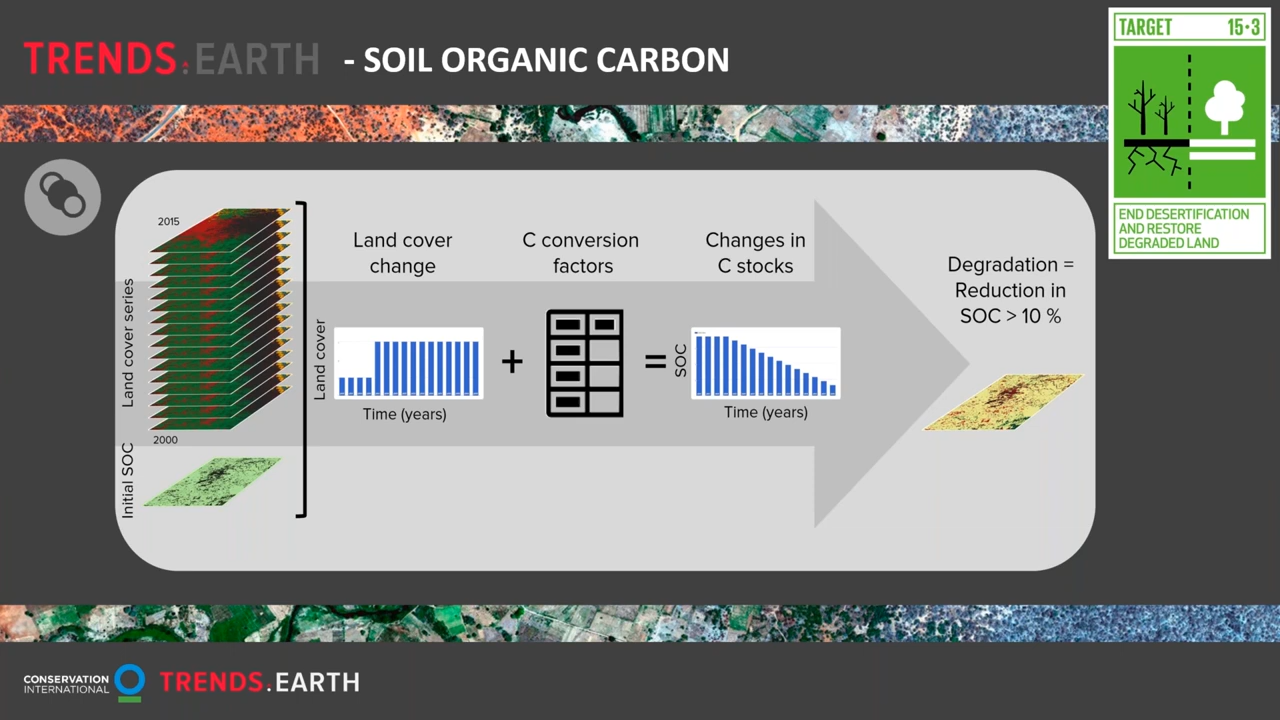 TRENDS.EARTH - SOIL ORGANIC CARBON
TARGET 15·3
END DESERTIFICATION
AND RESTORE
DEGRADED LAND
2015
Land cover series
2000
Initial SOC
Land cover
change
Land cover
Time (years)
+
C conversion
factors
=
Changes in
C stocks
SOC
Time (years)
Degradation =
Reduction in
SOC > 10 %
CONSERVATION
INTERNATIONAL
TRENDS.EARTH